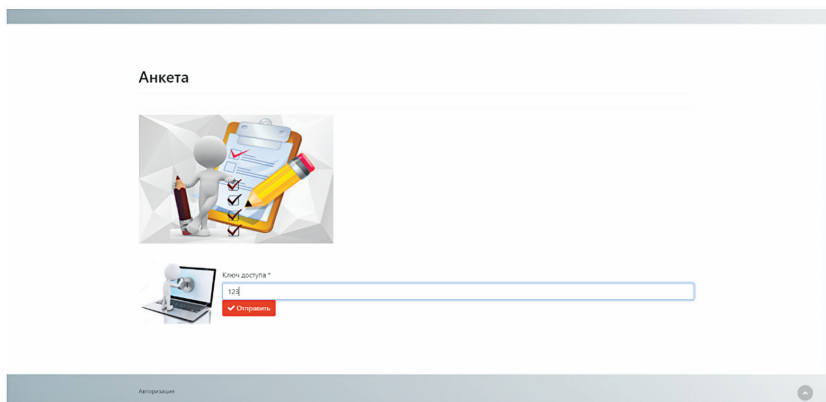 Анкета
Ключ доступа *
123
Отправить
Авторизация